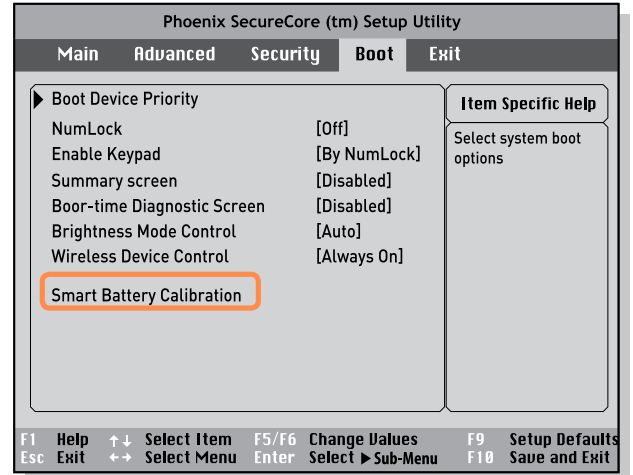 Phoenix SecureCore (tm) Setup Utility
Main Advanced Security Boot Exit
▶ Boot Device Priority
NumLock [Off]
Enable Keypad [By NumLock]
Summary screen [Disabled]
Boor-time Diagnostic Screen [Disabled]
Brightness Mode Control [Auto]
Wireless Device Control [Always On]
Smart Battery Calibration
Item Specific Help
Select system boot
options
F1 Help ↑↓ Select Item F5/F6 Change Values F9 Setup Defaults
Esc Exit ←→ Select Menu Enter Select ▶ Sub-Menu F10 Save and Exit